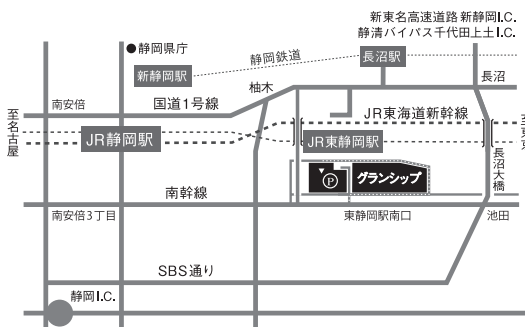 新東名高速道路 新静岡I.C.
静清バイパス千代田上土I.C.
●静岡県庁
静岡鉄道
長沼駅
新静岡駅
柚木
長沼
南安倍
国道1号線
JR東海道新幹線
至名古屋
JR静岡駅
JR東静岡駅
長沼大橋
P
グランシップ
南幹線
南安倍3丁目
東静岡駅南口
池田
SBS通り
静岡I.C.